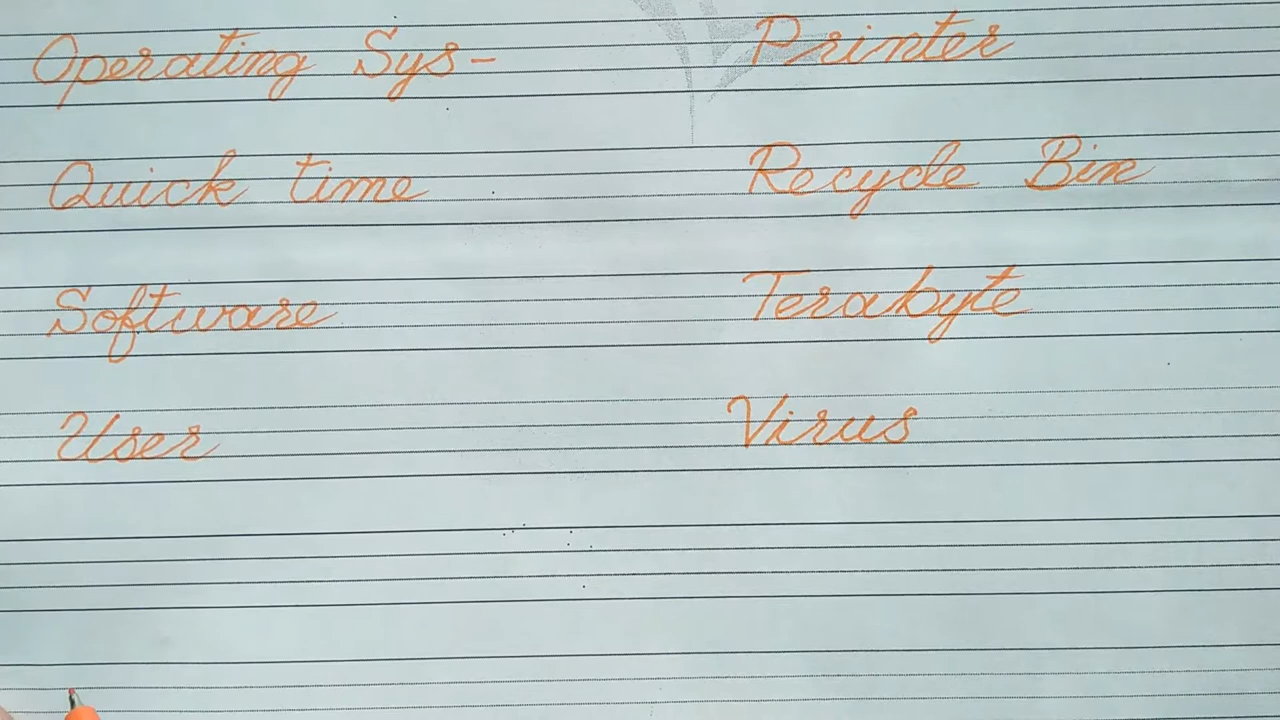 Operating Sys- Printer
Quick time Recycle Bin
Software Terabyte
User Virus